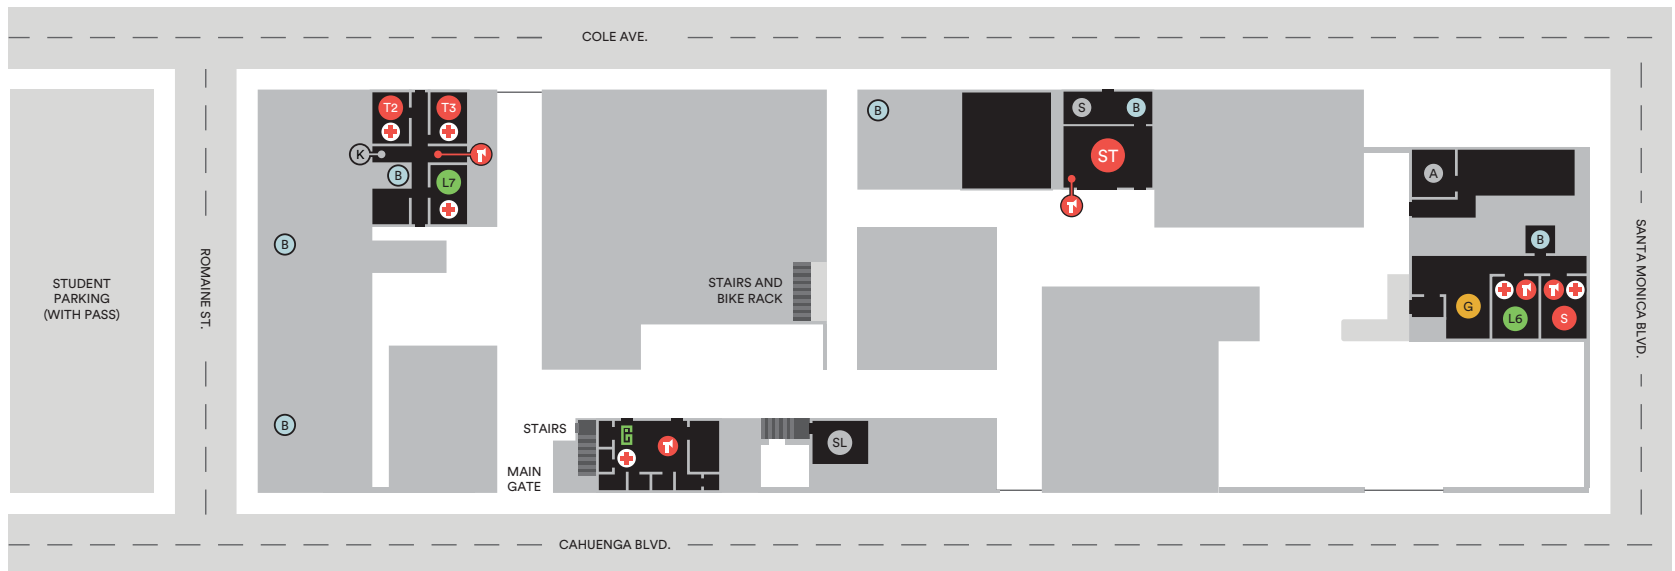 COLE AVE.
T2
T3
K
B
L7
B
B
S
B
ST
A
B
G
L6
S
B
B
STUDENT
PARKING
(WITH PASS)
ROMAINE ST.
STAIRS AND
BIKE RACK
SANTA MONICA BLVD.
STAIRS
MAIN
GATE
SL
CAHUENGA BLVD.